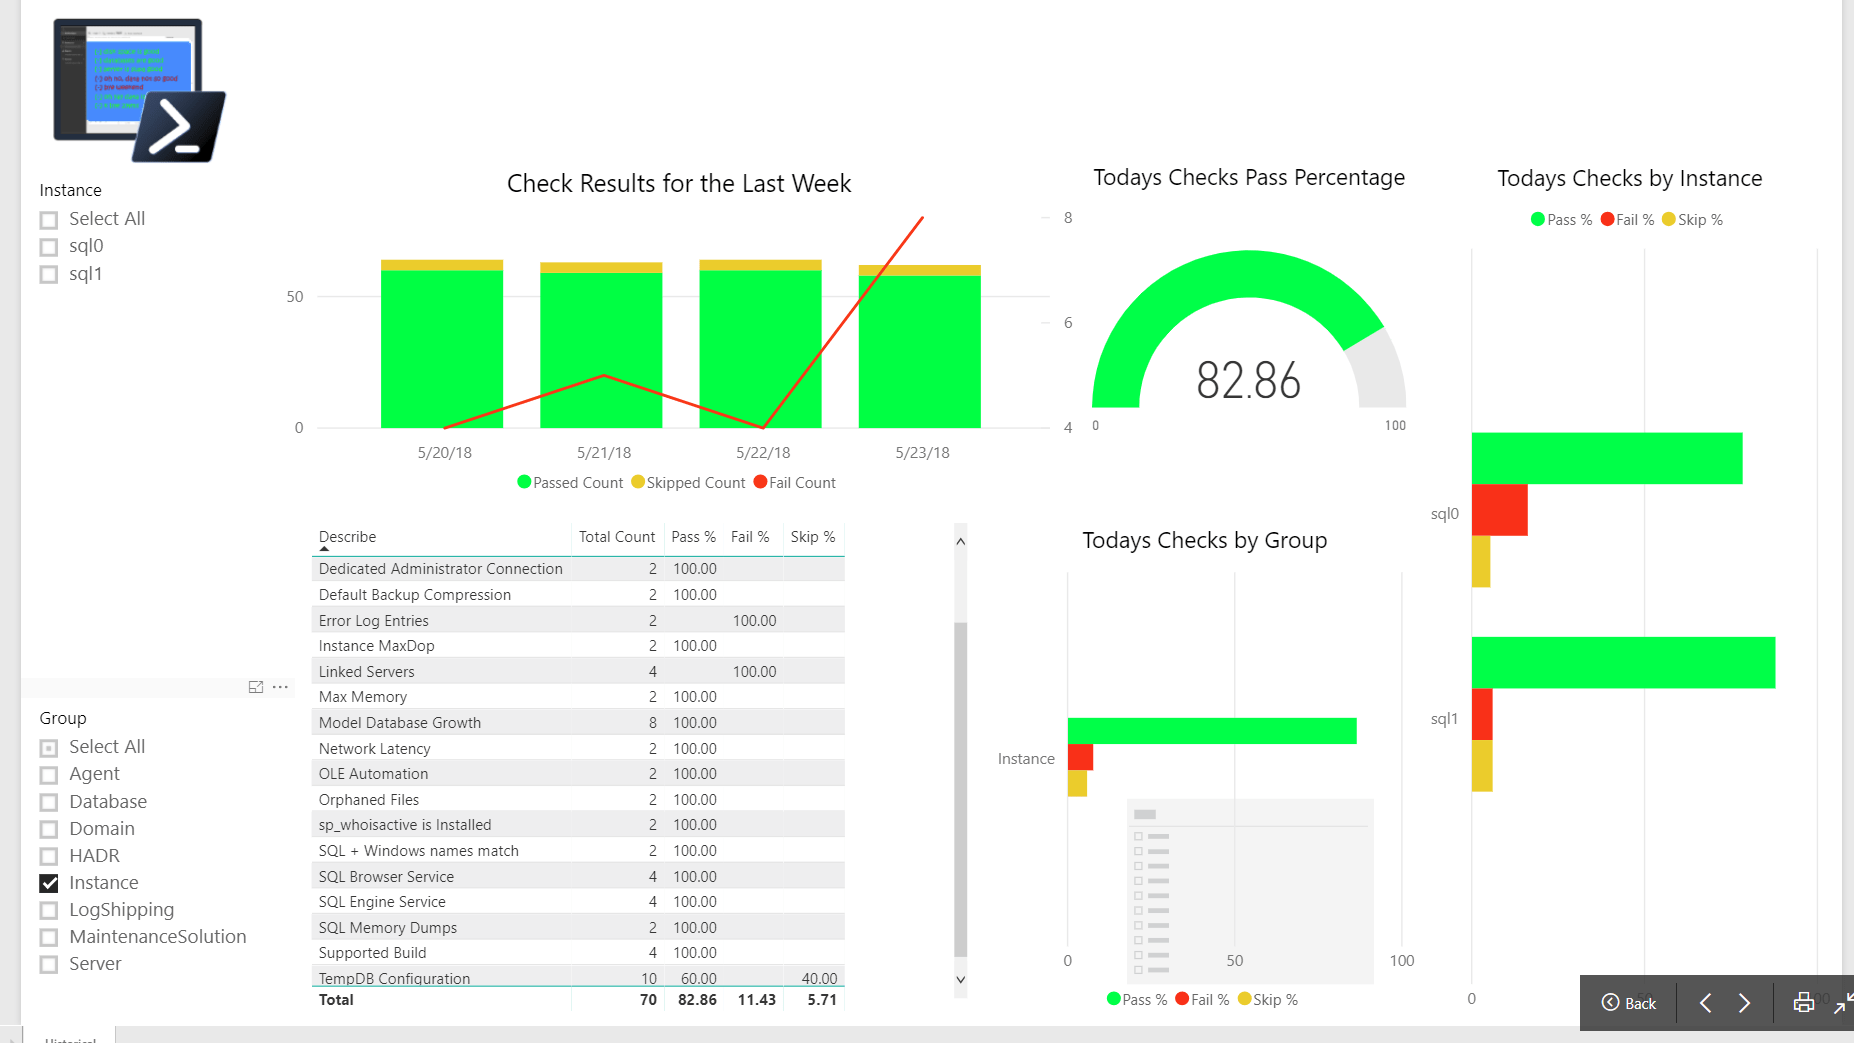 Instance
Select All
sql0
sql1
Check Results for the Last Week
50
0
8
6
4
5/20/18
5/21/18
5/22/18
5/23/18
Passed Count Skipped Count Fail Count
Todays Checks Pass Percentage
82.86
0
100
Todays Checks by Instance
Pass % Fail % Skip %
sql0
sql1
0
Group
Select All
Agent
Database
Domain
HADR
Instance
LogShipping
MaintenanceSolution
Server
Describe Total Count Pass % Fail % Skip %
Dedicated Administrator Connection 2 100.00
Default Backup Compression 2 100.00
Error Log Entries 2 100.00
Instance MaxDop 2 100.00
Linked Servers 4 100.00
Max Memory 2 100.00
Model Database Growth 8 100.00
Network Latency 2 100.00
OLE Automation 2 100.00
Orphaned Files 2 100.00
sp_whoisactive is Installed 2 100.00
SQL + Windows names match 2 100.00
SQL Browser Service 4 100.00
SQL Engine Service 4 100.00
SQL Memory Dumps 2 100.00
Supported Build 4 100.00
TempDB Configuration 10 60.00 40.00
Total 70 82.86 11.43 5.71
Todays Checks by Group
Instance
0
50
100
Pass % Fail % Skip %
Back
Historical